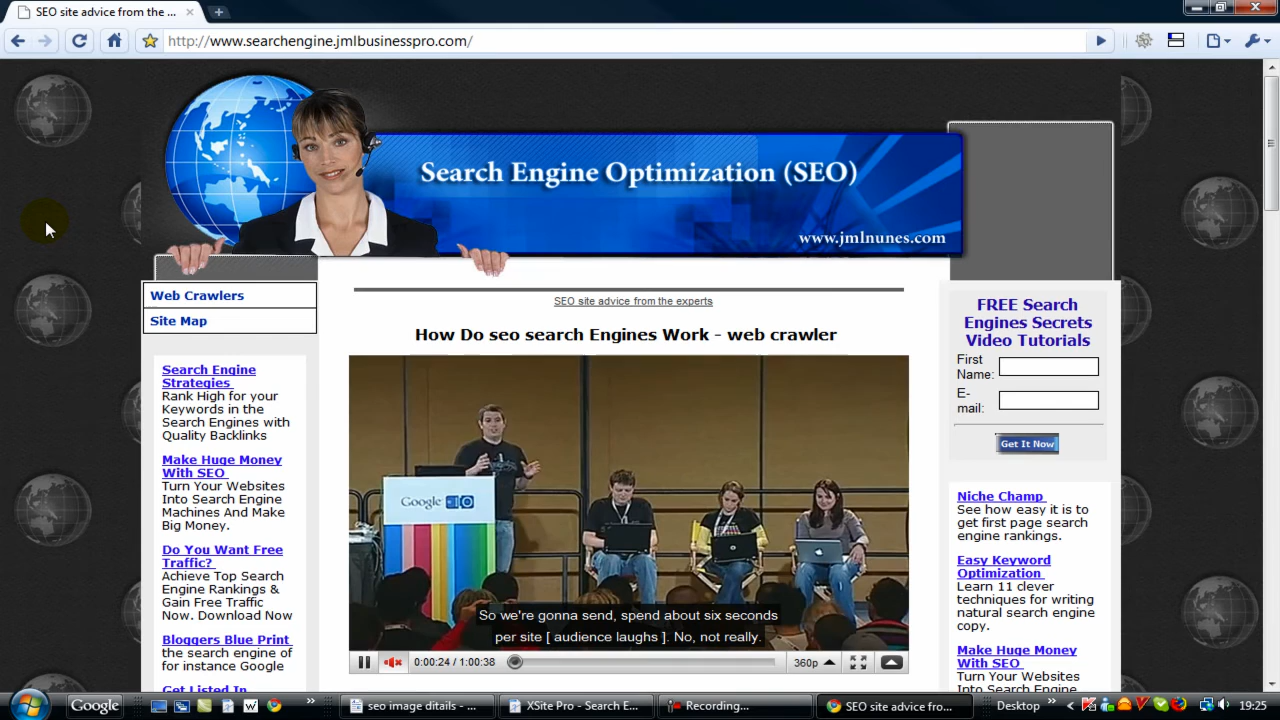 SEO site advice from the ...
http://www.searchengine.jmlbusinesspro.com/
Search Engine Optimization (SEO)
www.jmlnunes.com
Web Crawlers
Site Map
Search Engine
Strategies
Rank High for your
Keywords in the
Search Engines with
Quality Backlinks
Make Huge Money
With SEO
Turn Your Websites
Into Search Engine
Machines And Make
Big Money.
Do You Want Free
Traffic?
Achieve Top Search
Engine Rankings &
Gain Free Traffic
Now. Download Now
Bloggers Blue Print
the search engine of
for instance Google
Get Listed In
SEO site advice from the experts
How Do seo search Engines Work - web crawler
Google IO
So we're gonna send, spend about six seconds
per site [ audience laughs ]. No, not really.
0:00:24 / 1:00:38
360p
FREE Search
Engines Secrets
Video Tutorials
First
Name:
E-
mail:
Get It Now
Niche Champ
See how easy it is to
get first page search
engine rankings.
Easy Keyword
Optimization
Learn 11 clever
techniques for writing
natural search engine
copy.
Make Huge Money
With SEO
Turn Your Websites
Into Search Engine
Google
seo image ditails - ...
XSite Pro - Search E...
Recording...
SEO site advice fro...
Desktop
19:25